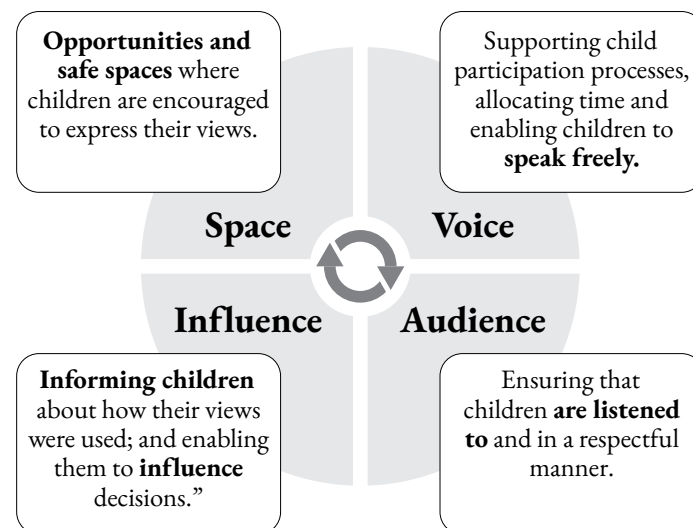 Opportunities and
safe spaces where
children are encouraged
to express their views.
Supporting child
participation processes,
allocating time and
enabling children to
speak freely.
Space
Voice
Influence
Audience
Informing children
about how their views
were used; and enabling
them to influence
decisions.”
Ensuring that
children are listened
to and in a respectful
manner.